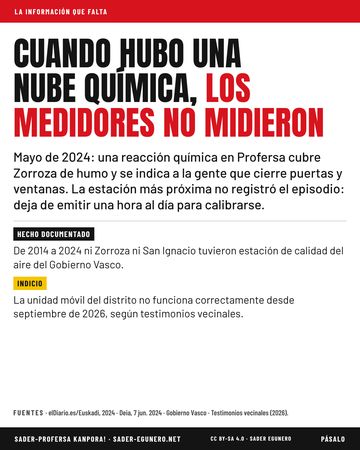 LA INFORMACIÓN QUE FALTA
CUANDO HUBO UNA
NUBE QUÍMICA, LOS
MEDIDORES NO MIDIERON
Mayo de 2024: una reacción química en Profersa cubre
Zorroza de humo y se indica a la gente que cierre puertas y
ventanas. La estación más próxima no registró el episodio:
deja de emitir una hora al día para calibrarse.
HECHO DOCUMENTADO
De 2014 a 2024 ni Zorroza ni San Ignacio tuvieron estación de calidad del
aire del Gobierno Vasco.
INDICIO
La unidad móvil del distrito no funciona correctamente desde
septiembre de 2026, según testimonios vecinales.
FUENTES · elDiario.es/Euskadi, 2024 · Deia, 7 jun. 2024 · Gobierno Vasco · Testimonios vecinales (2026).
SADER-PROFERSA KANPORA! · SADER-EGUNERO.NET
CC BY-SA 4.0 · SADER EGUNERO
PÁSALO